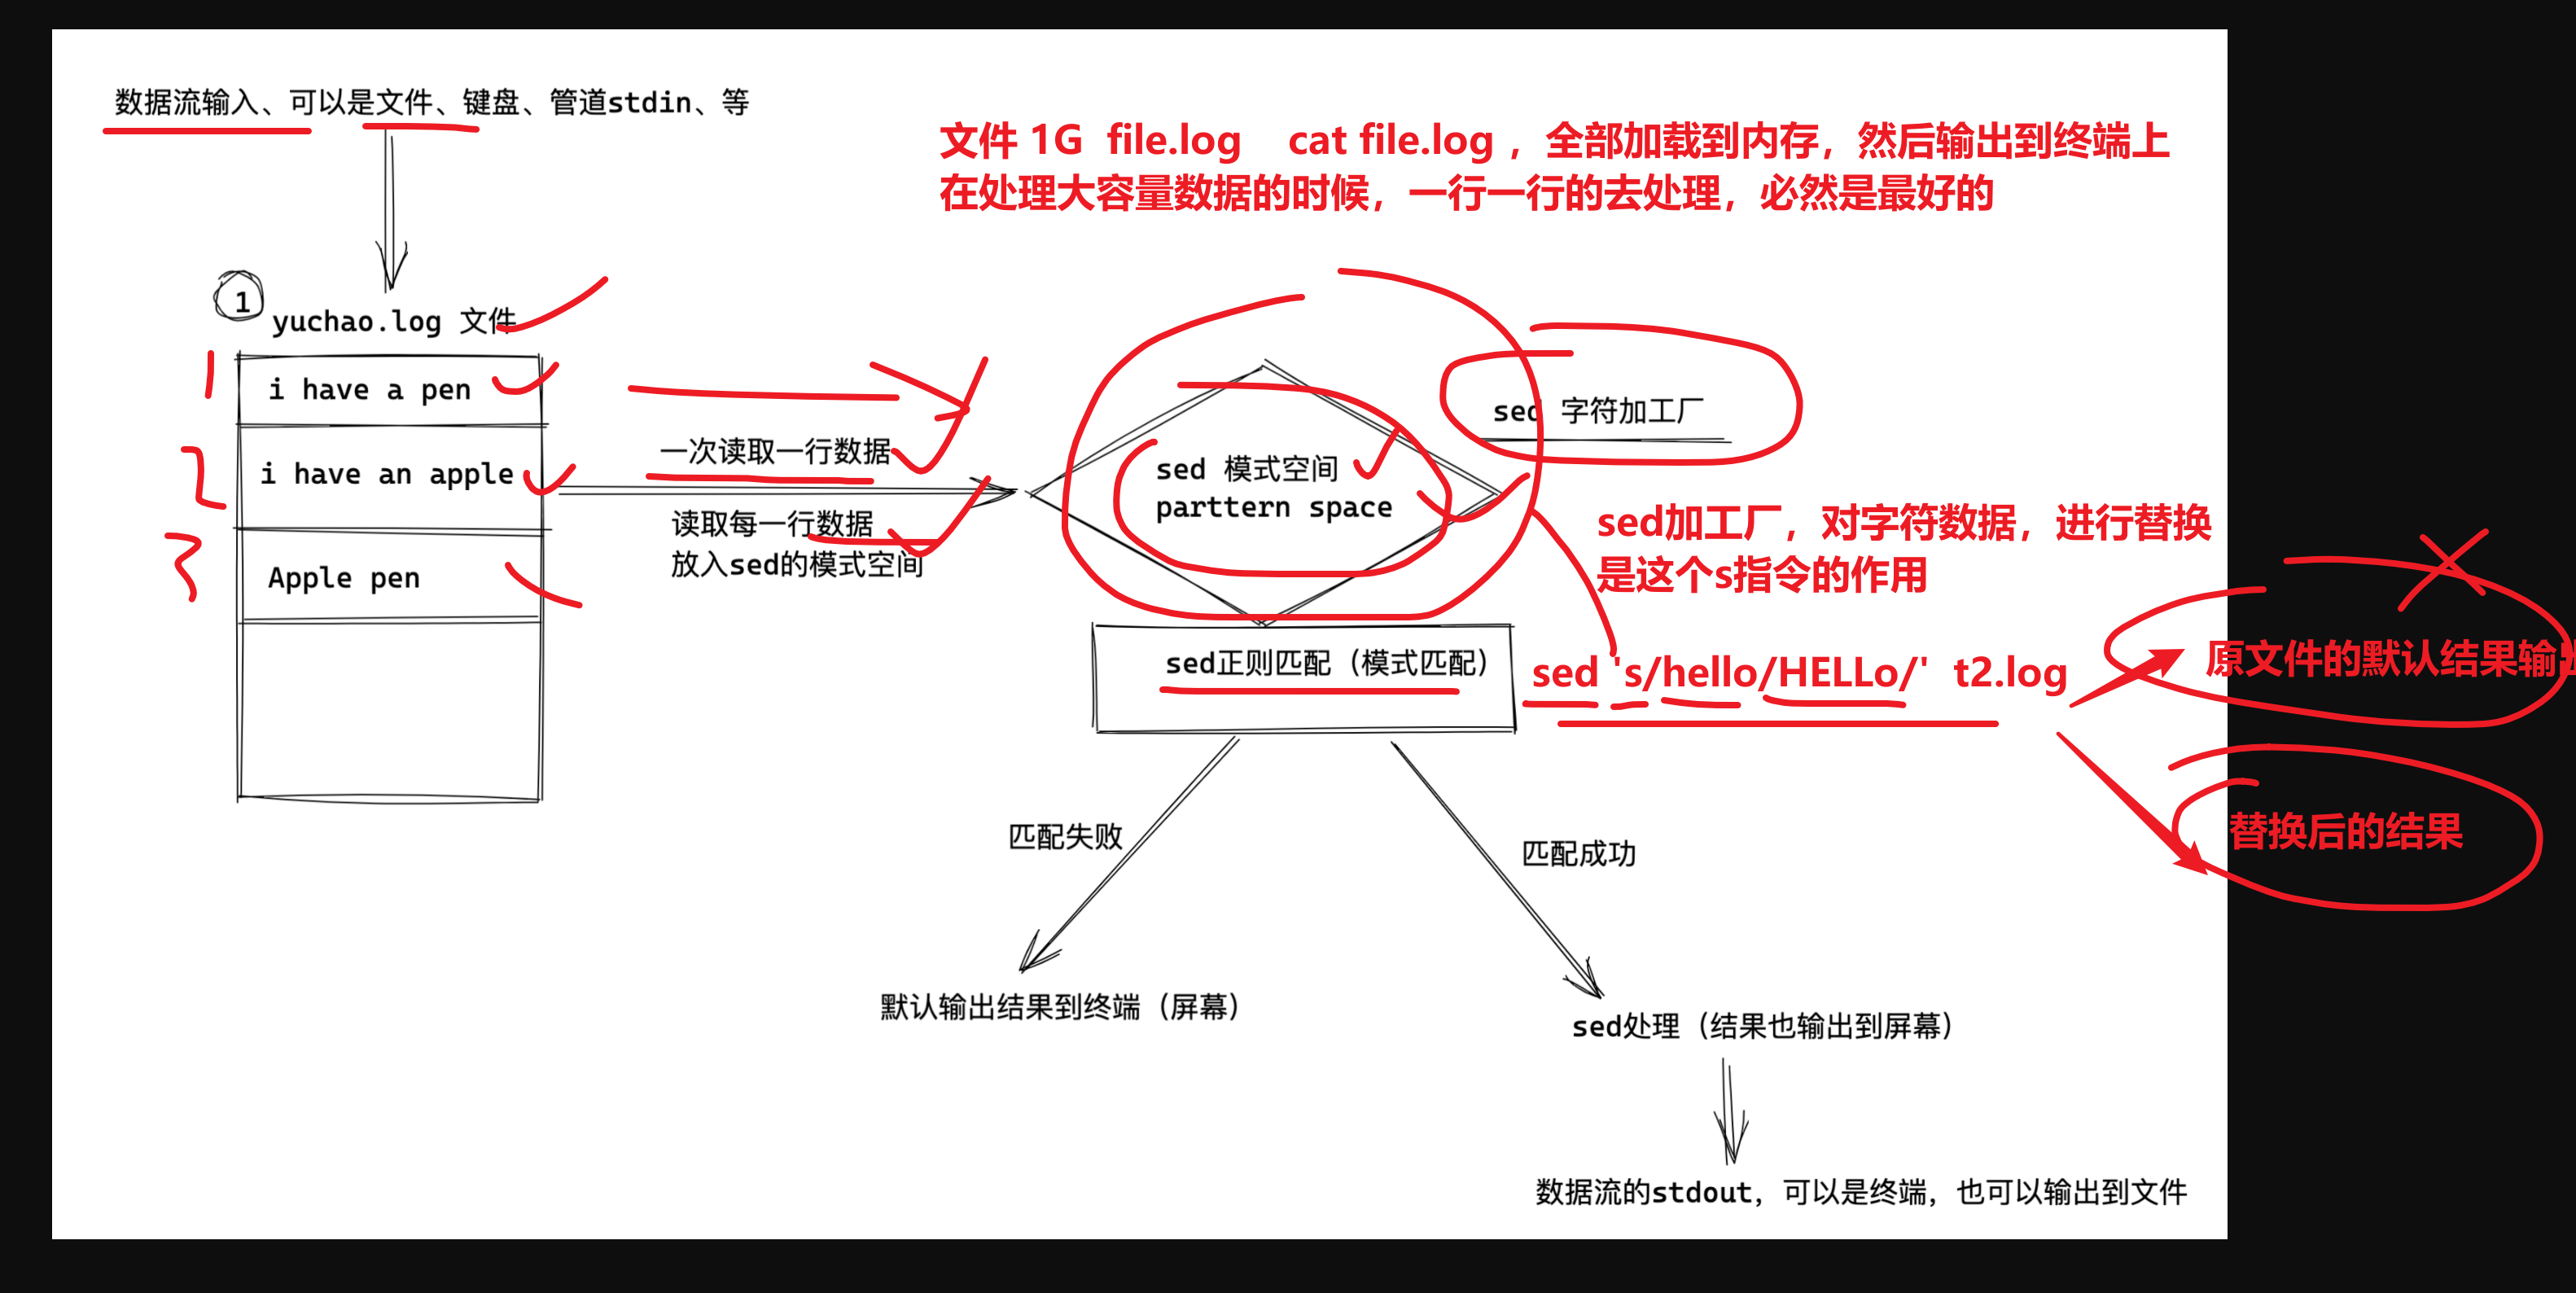 数据流输入、可以是文件、键盘、管道stdin、等
文件 1G file.log cat file.log ，全部加载到内存，然后输出到终端上
在处理大容量数据的时候，一行一行的去处理，必然是最好的
1
yuchao.log 文件
1
i have a pen
2
i have an apple
3
Apple pen
一次读取一行数据
读取每一行数据
放入sed的模式空间
sed 模式空间
parttern space
sed 字符加工厂
sed加工厂，对字符数据，进行替换
是这个s指令的作用
sed正则匹配（模式匹配）
sed 's/hello/HELLo/' t2.log
原文件的默认结果输出
替换后的结果
匹配失败
匹配成功
默认输出结果到终端（屏幕）
sed处理（结果也输出到屏幕）
数据流的stdout，可以是终端，也可以输出到文件